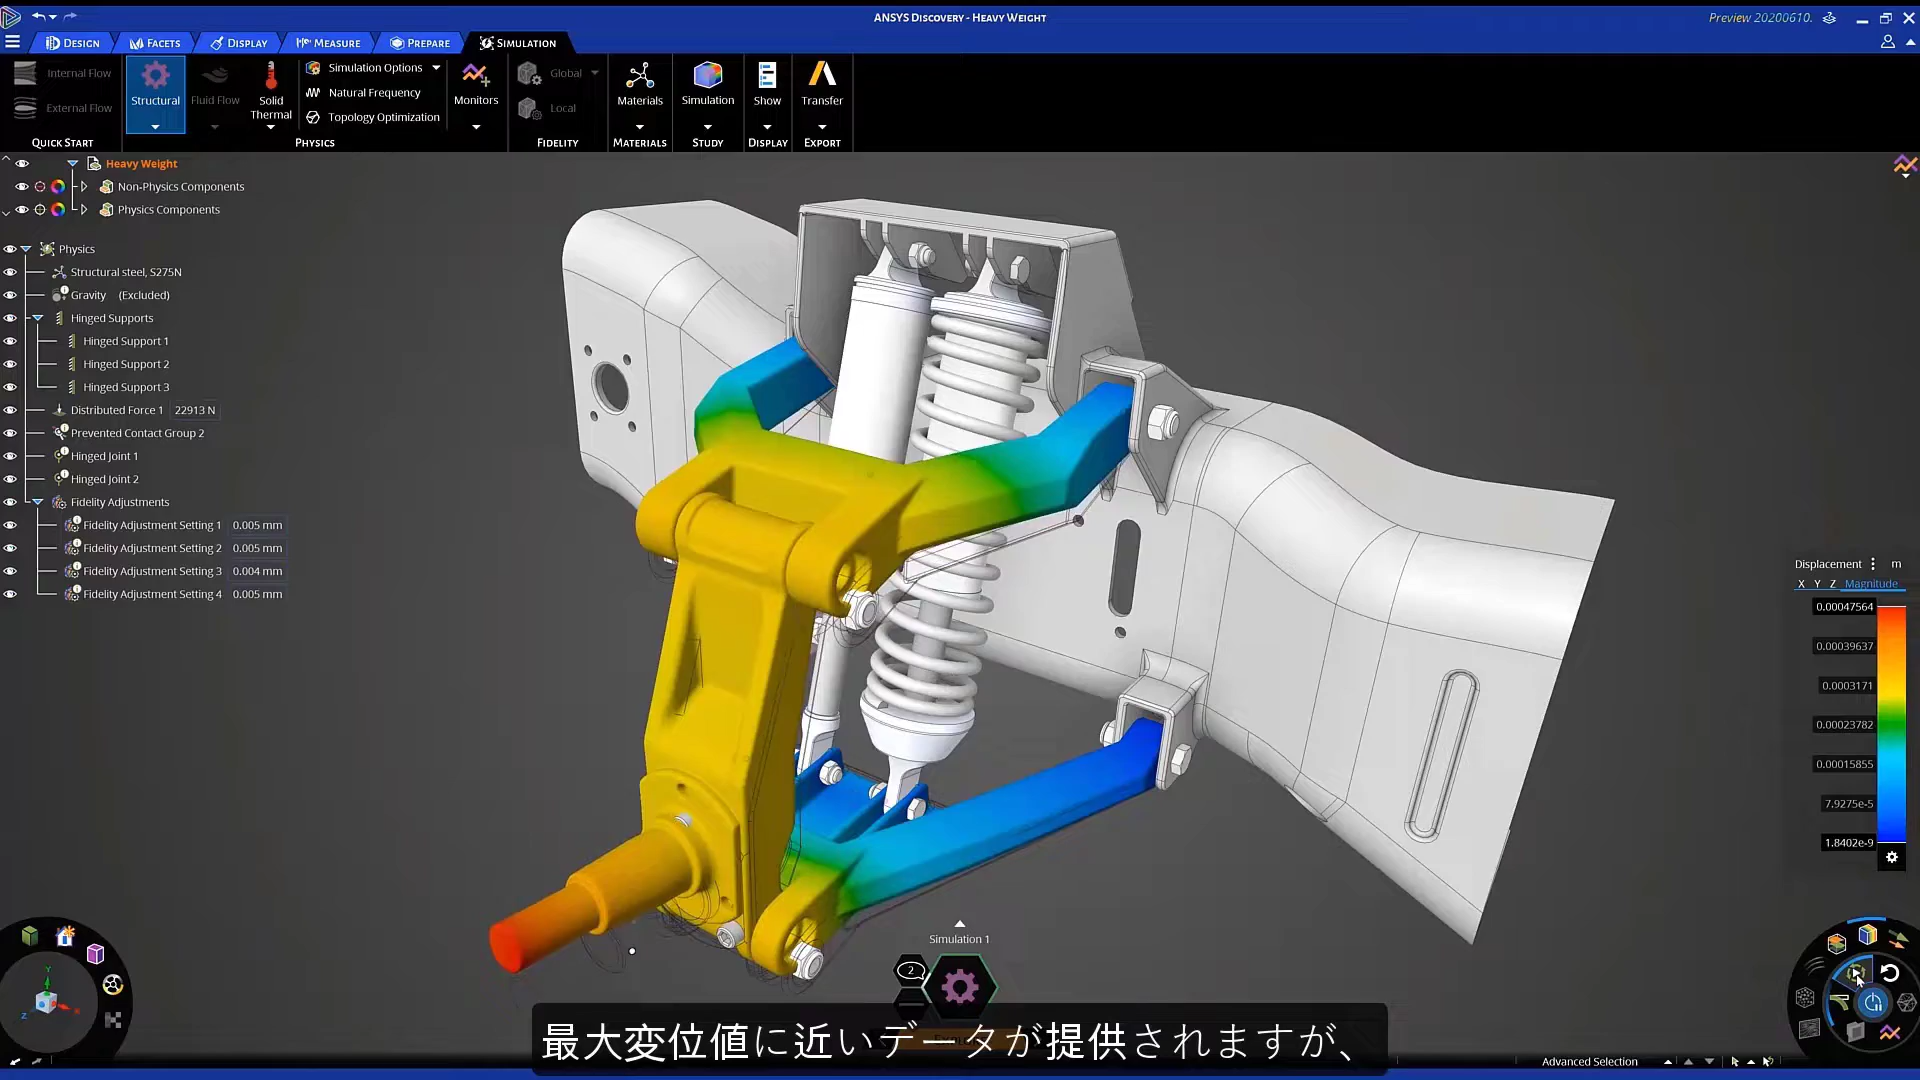 ANSYS DISCOVERY - HEAVY WEIGHT
Preview 20200610.
DESIGN
FACETS
DISPLAY
MEASURE
PREPARE
SIMULATION
Internal Flow
External Flow
QUICK START
Structural
Fluid Flow
Solid
Thermal
Simulation Options
Natural Frequency
Topology Optimization
PHYSICS
Monitors
Global
Local
FIDELITY
Materials
MATERIALS
Simulation
STUDY
Show
DISPLAY
Transfer
EXPORT
Heavy Weight
Non-Physics Components
Physics Components
Physics
Structural steel, S275N
Gravity (Excluded)
Hinged Supports
Hinged Support 1
Hinged Support 2
Hinged Support 3
Distributed Force 1 22913 N
Prevented Contact Group 2
Hinged Joint 1
Hinged Joint 2
Fidelity Adjustments
Fidelity Adjustment Setting 1 0.005 mm
Fidelity Adjustment Setting 2 0.005 mm
Fidelity Adjustment Setting 3 0.004 mm
Fidelity Adjustment Setting 4 0.005 mm
Displacement m
X Y Z Magnitude
0.00047564
0.00039637
0.0003171
0.00023782
0.00015855
7.9275e-5
1.8402e-9
Simulation 1
2
Y
Z
X
最大変位値に近いデータが提供されますが、
Advanced Selection